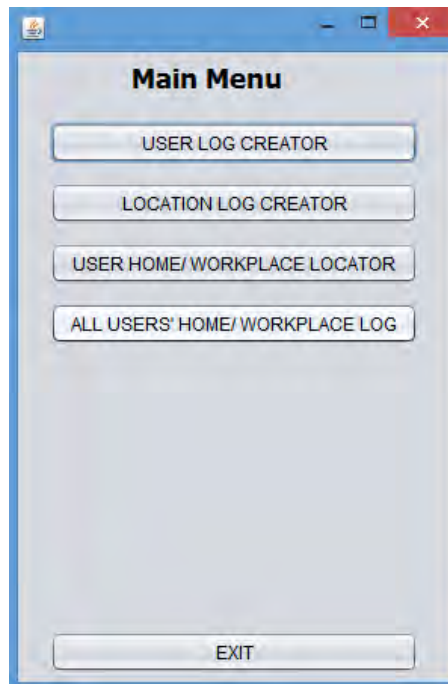 Main Menu
USER LOG CREATOR
LOCATION LOG CREATOR
USER HOME/ WORKPLACE LOCATOR
ALL USERS' HOME/ WORKPLACE LOG
EXIT